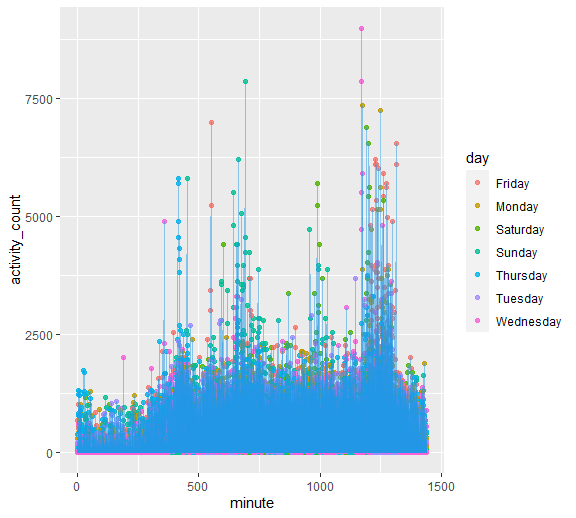 7500
5000
2500
0
activity_count
0 500 1000 1500
minute
day
Friday
Monday
Saturday
Sunday
Thursday
Tuesday
Wednesday